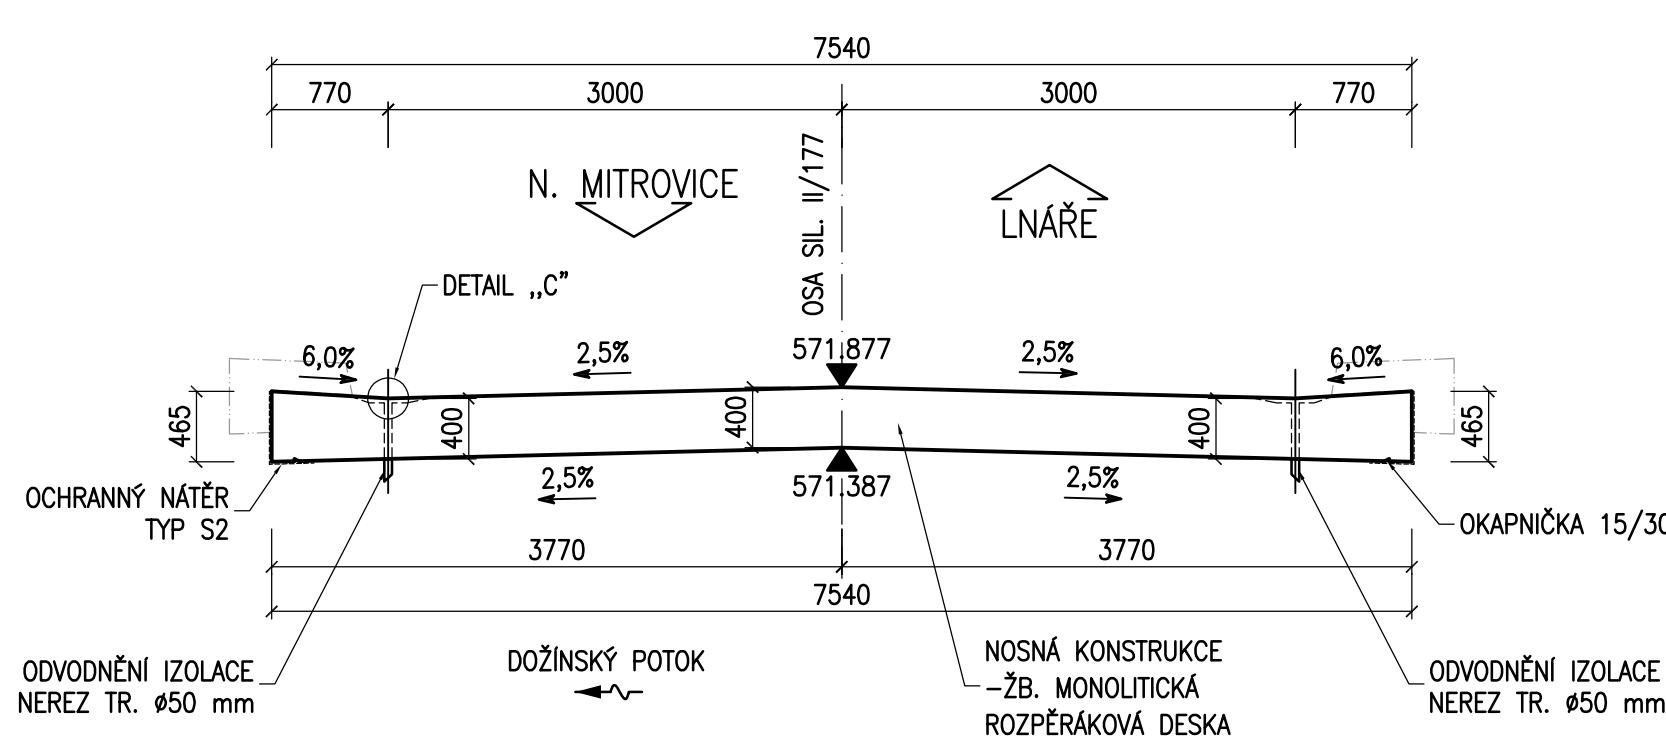 7540
770
3000
3000
770
OSA SIL. II/177
N. MITROVICE
LNÁŘE
DETAIL „C”
6,0%
2,5%
571.877
2,5%
6,0%
465
400
400
400
465
2,5%
571.387
2,5%
OCHRANNÝ NÁTĚR
TYP S2
OKAPNIČKA 15/30
3770
3770
7540
ODVODNĚNÍ IZOLACE
NEREZ TR. ø50 mm
DOŽÍNSKÝ POTOK
NOSNÁ KONSTRUKCE
-ŽB. MONOLITICKÁ
ROZPĚRÁKOVÁ DESKA
ODVODNĚNÍ IZOLACE
NEREZ TR. ø50 mm